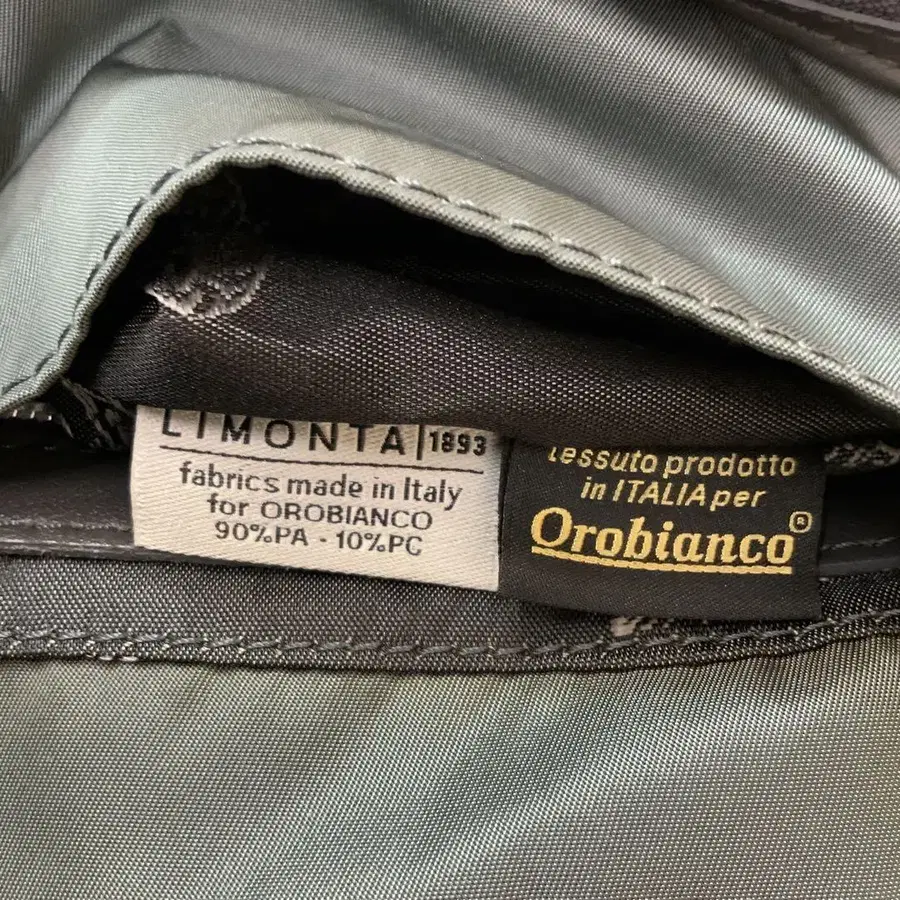 LIMONTA | 1893
fabrics made in Italy
for OROBIANCO
90%PA - 10%PC
tessuto prodotto
in ITALIA per
Orobianco®